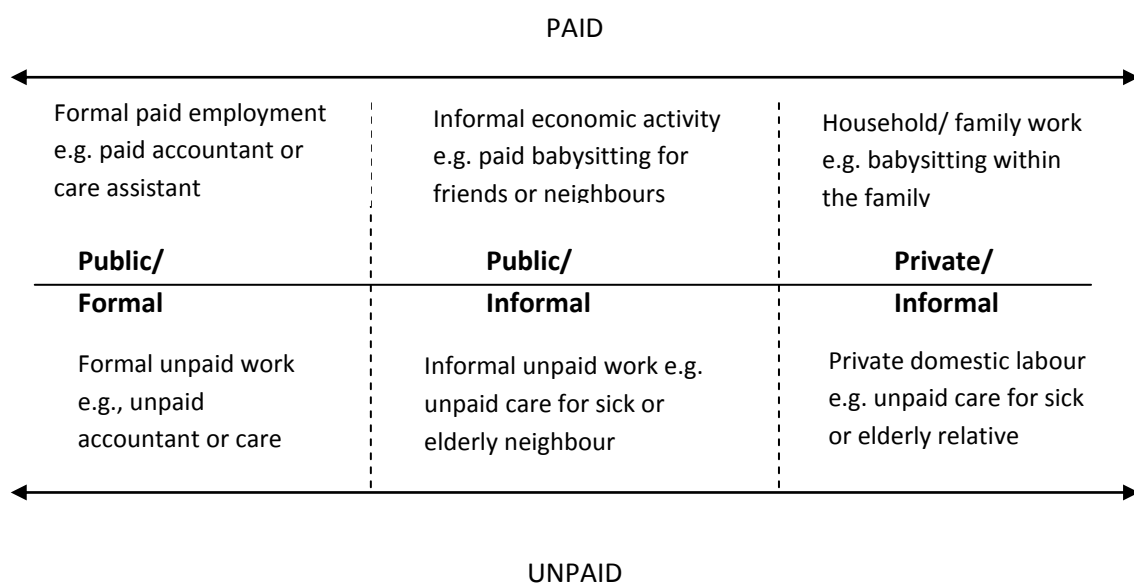 PAID
Formal paid employment
e.g. paid accountant or
care assistant
Informal economic activity
e.g. paid babysitting for
friends or neighbours
Household/ family work
e.g. babysitting within
the family
Public/
Formal
Public/
Informal
Private/
Informal
Formal unpaid work
e.g., unpaid
accountant or care
Informal unpaid work e.g.
unpaid care for sick or
elderly neighbour
Private domestic labour
e.g. unpaid care for sick
or elderly relative
UNPAID